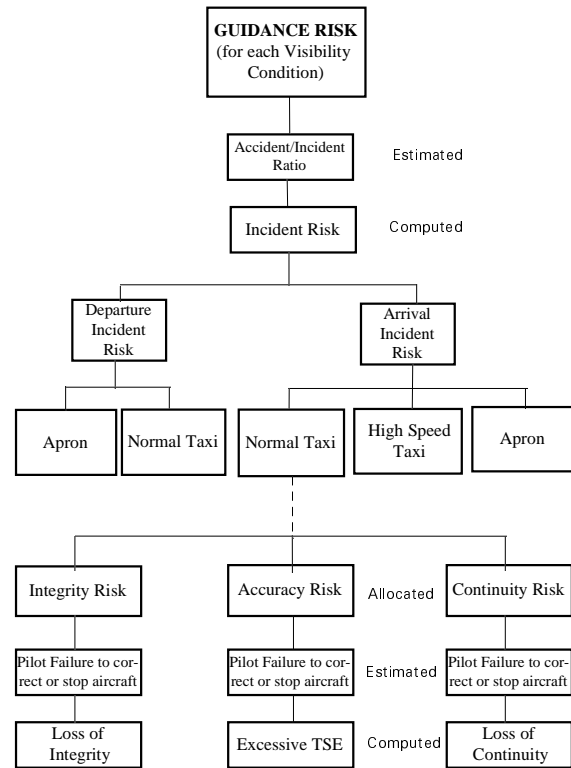 GUIDANCE RISK
(for each Visibility
Condition)
Accident/Incident
Ratio
Estimated
Incident Risk
Computed
Departure
Incident
Risk
Arrival
Incident
Risk
Apron
Normal Taxi
Normal Taxi
High Speed
Taxi
Apron
Integrity Risk
Accuracy Risk
Allocated
Continuity Risk
Pilot Failure to cor-
rect or stop aircraft
Pilot Failure to cor-
rect or stop aircraft
Estimated
Pilot Failure to cor-
rect or stop aircraft
Loss of
Integrity
Excessive TSE
Computed
Loss of
Continuity